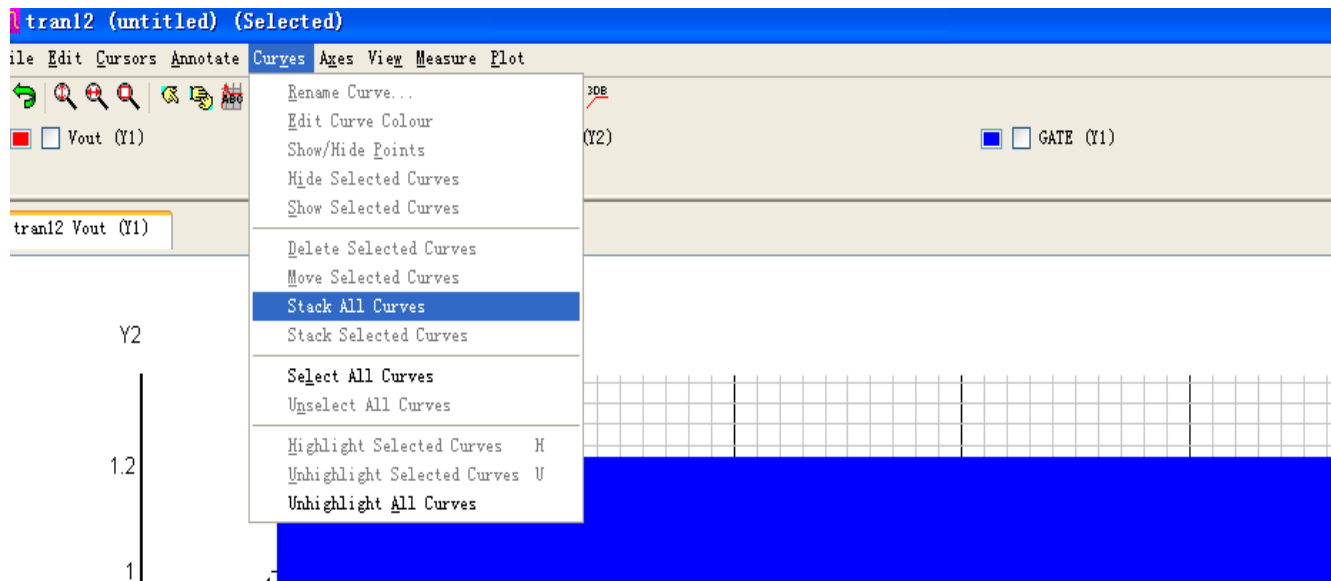 tran12 (untitled) (Selected)
ile Edit Cursors Annotate Curves Axes View Measure Plot
ABO
3DB
Vout (Y1)
(Y2)
GATE (Y1)
tran12 Vout (Y1)
Rename Curve...
Edit Curve Colour
Show/Hide Points
Hide Selected Curves
Show Selected Curves
Delete Selected Curves
Move Selected Curves
Stack All Curves
Stack Selected Curves
Select All Curves
Unselect All Curves
Highlight Selected Curves H
Unhighlight Selected Curves U
Unhighlight All Curves
Y2
1.2
1